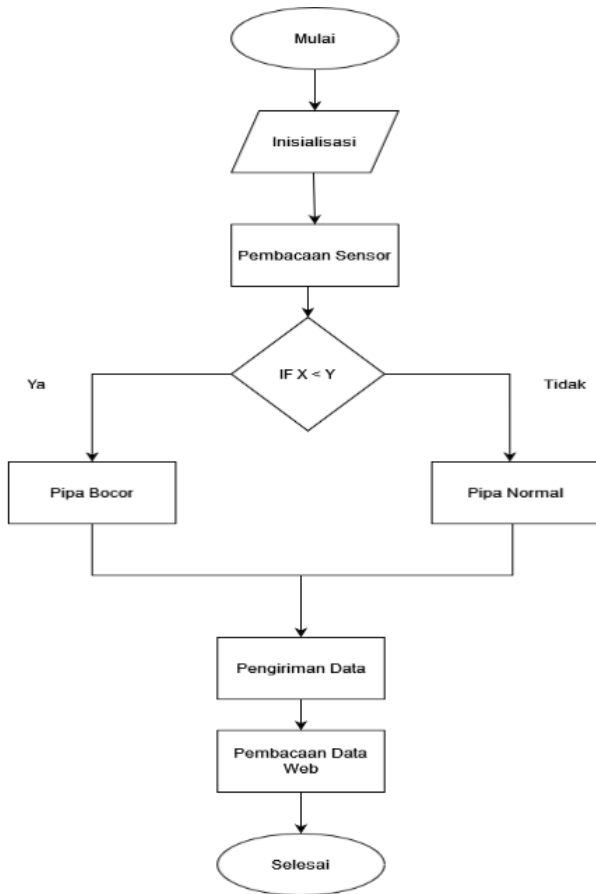 Mulai
Inisialisasi
Pembacaan Sensor
IF X < Y
Ya
Tidak
Pipa Bocor
Pipa Normal
Pengiriman Data
Pembacaan Data
Web
Selesai